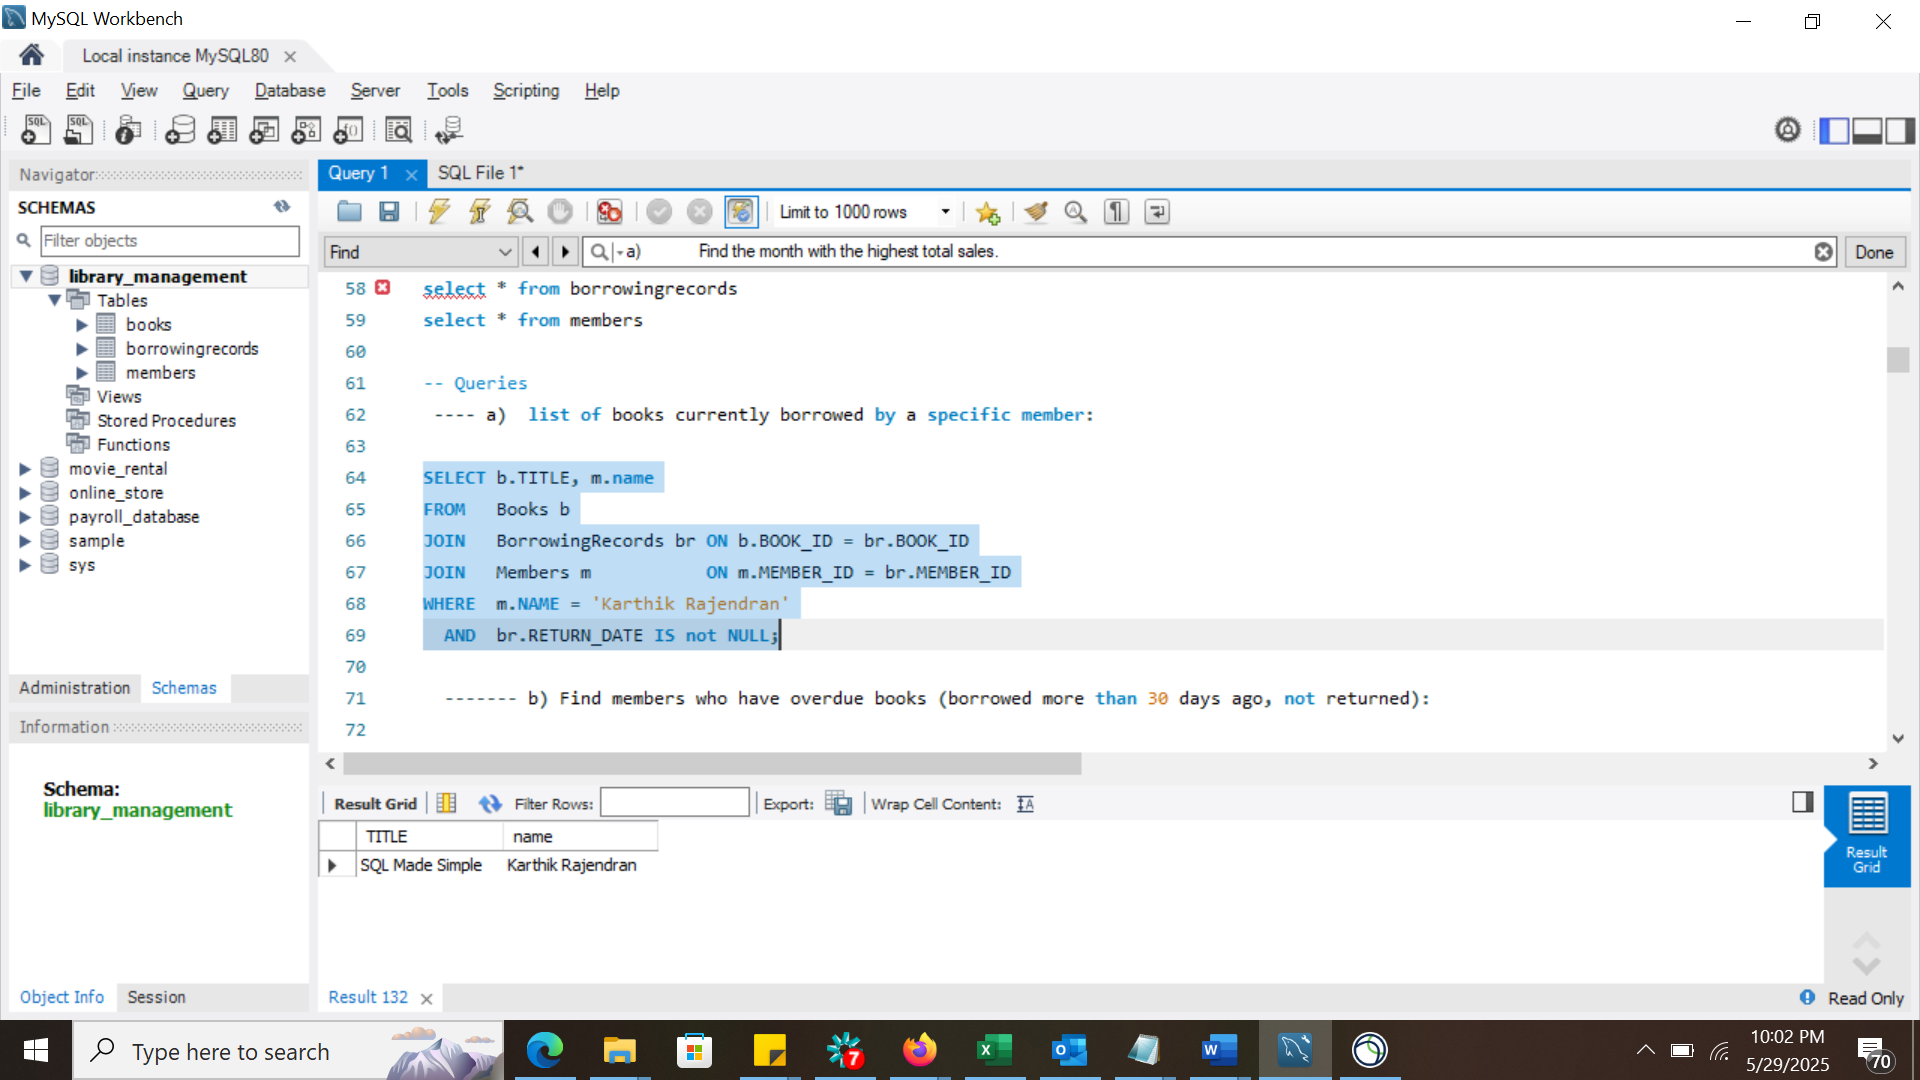 MySQL Workbench
Local instance MySQL80
File Edit View Query Database Server Tools Scripting Help
Navigator
SCHEMAS
Filter objects
library_management
Tables
books
borrowingrecords
members
Views
Stored Procedures
Functions
movie_rental
online_store
payroll_database
sample
sys
Administration Schemas
Information
Schema:
library_management
Object Info Session
Query 1 SQL File 1*
Limit to 1000 rows
Find a) Find the month with the highest total sales. Done
58 select * from borrowingrecords
59 select * from members
60
61 -- Queries
62 ---- a) list of books currently borrowed by a specific member:
63
64 SELECT b.TITLE, m.name
65 FROM Books b
66 JOIN BorrowingRecords br ON b.BOOK_ID = br.BOOK_ID
67 JOIN Members m ON m.MEMBER_ID = br.MEMBER_ID
68 WHERE m.NAME = 'Karthik Rajendran'
69 AND br.RETURN_DATE IS not NULL;
70
71 ------- b) Find members who have overdue books (borrowed more than 30 days ago, not returned):
72
Result Grid Filter Rows: Export: Wrap Cell Content:
TITLE name
SQL Made Simple Karthik Rajendran
Result
Grid
Result 132
Read Only
Type here to search
7
10:02 PM
5/29/2025
70